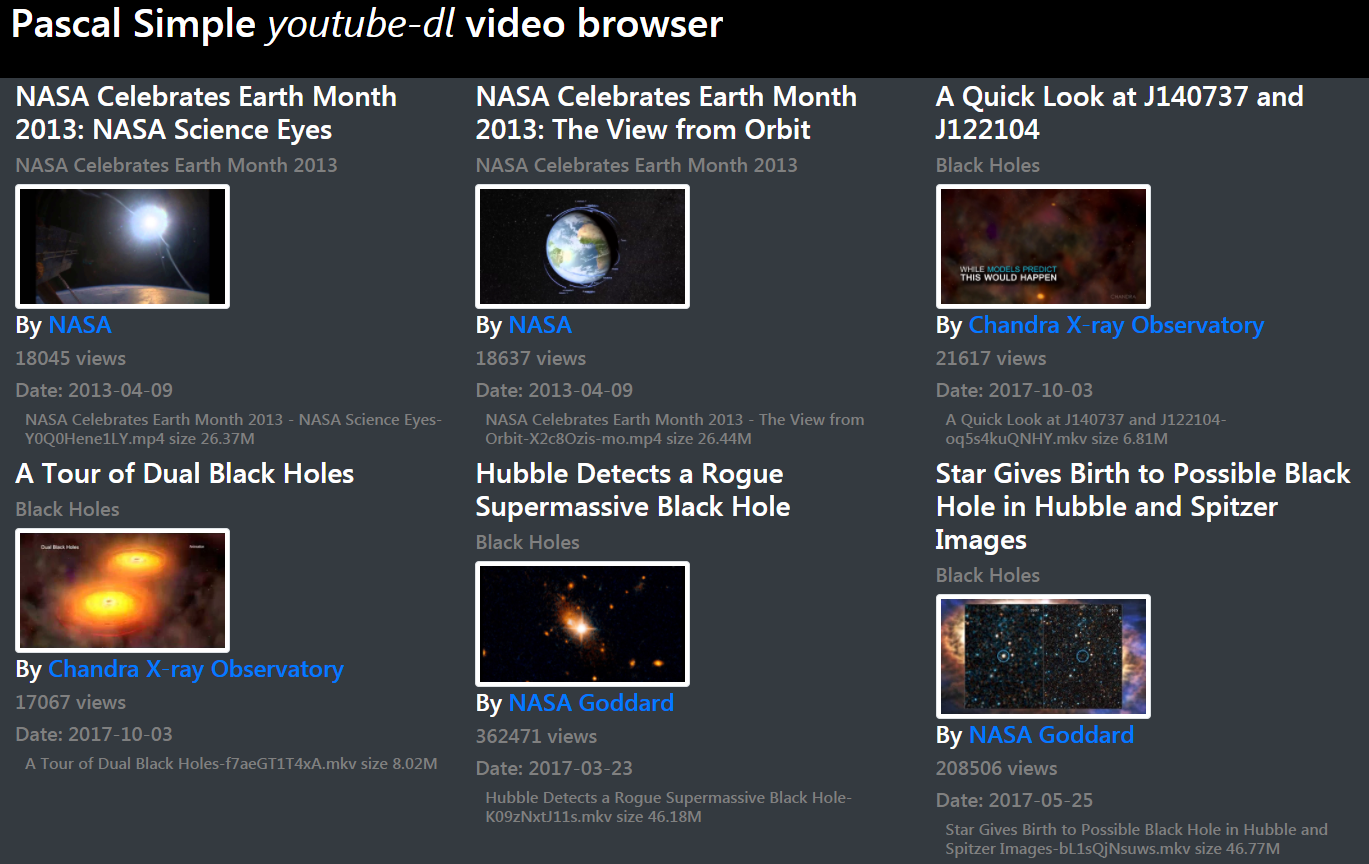 Pascal Simple youtube-dl video browser
NASA Celebrates Earth Month
2013: NASA Science Eyes
NASA Celebrates Earth Month 2013
By NASA
18045 views
Date: 2013-04-09
NASA Celebrates Earth Month 2013 - NASA Science Eyes-
Y0Q0Hene1LY.mp4 size 26.37M
NASA Celebrates Earth Month
2013: The View from Orbit
NASA Celebrates Earth Month 2013
By NASA
18637 views
Date: 2013-04-09
NASA Celebrates Earth Month 2013 - The View from
Orbit-X2c8Ozis-mo.mp4 size 26.44M
A Quick Look at J140737 and
J122104
Black Holes
WHILE MODELS PREDICT
THIS WOULD HAPPEN
CHANDRA
By Chandra X-ray Observatory
21617 views
Date: 2017-10-03
A Quick Look at J140737 and J122104-
oq5s4kuQNHY.mkv size 6.81M
A Tour of Dual Black Holes
Black Holes
Dual Black Holes
By Chandra X-ray Observatory
17067 views
Date: 2017-10-03
A Tour of Dual Black Holes-f7aeGT1T4xA.mkv size 8.02M
Hubble Detects a Rogue
Supermassive Black Hole
Black Holes
By NASA Goddard
362471 views
Date: 2017-03-23
Hubble Detects a Rogue Supermassive Black Hole-
K09zNxtJ11s.mkv size 46.18M
Star Gives Birth to Possible Black
Hole in Hubble and Spitzer
Images
Black Holes
By NASA Goddard
208506 views
Date: 2017-05-25
Star Gives Birth to Possible Black Hole in Hubble and
Spitzer Images-bL1sQjNsuws.mkv size 46.77M